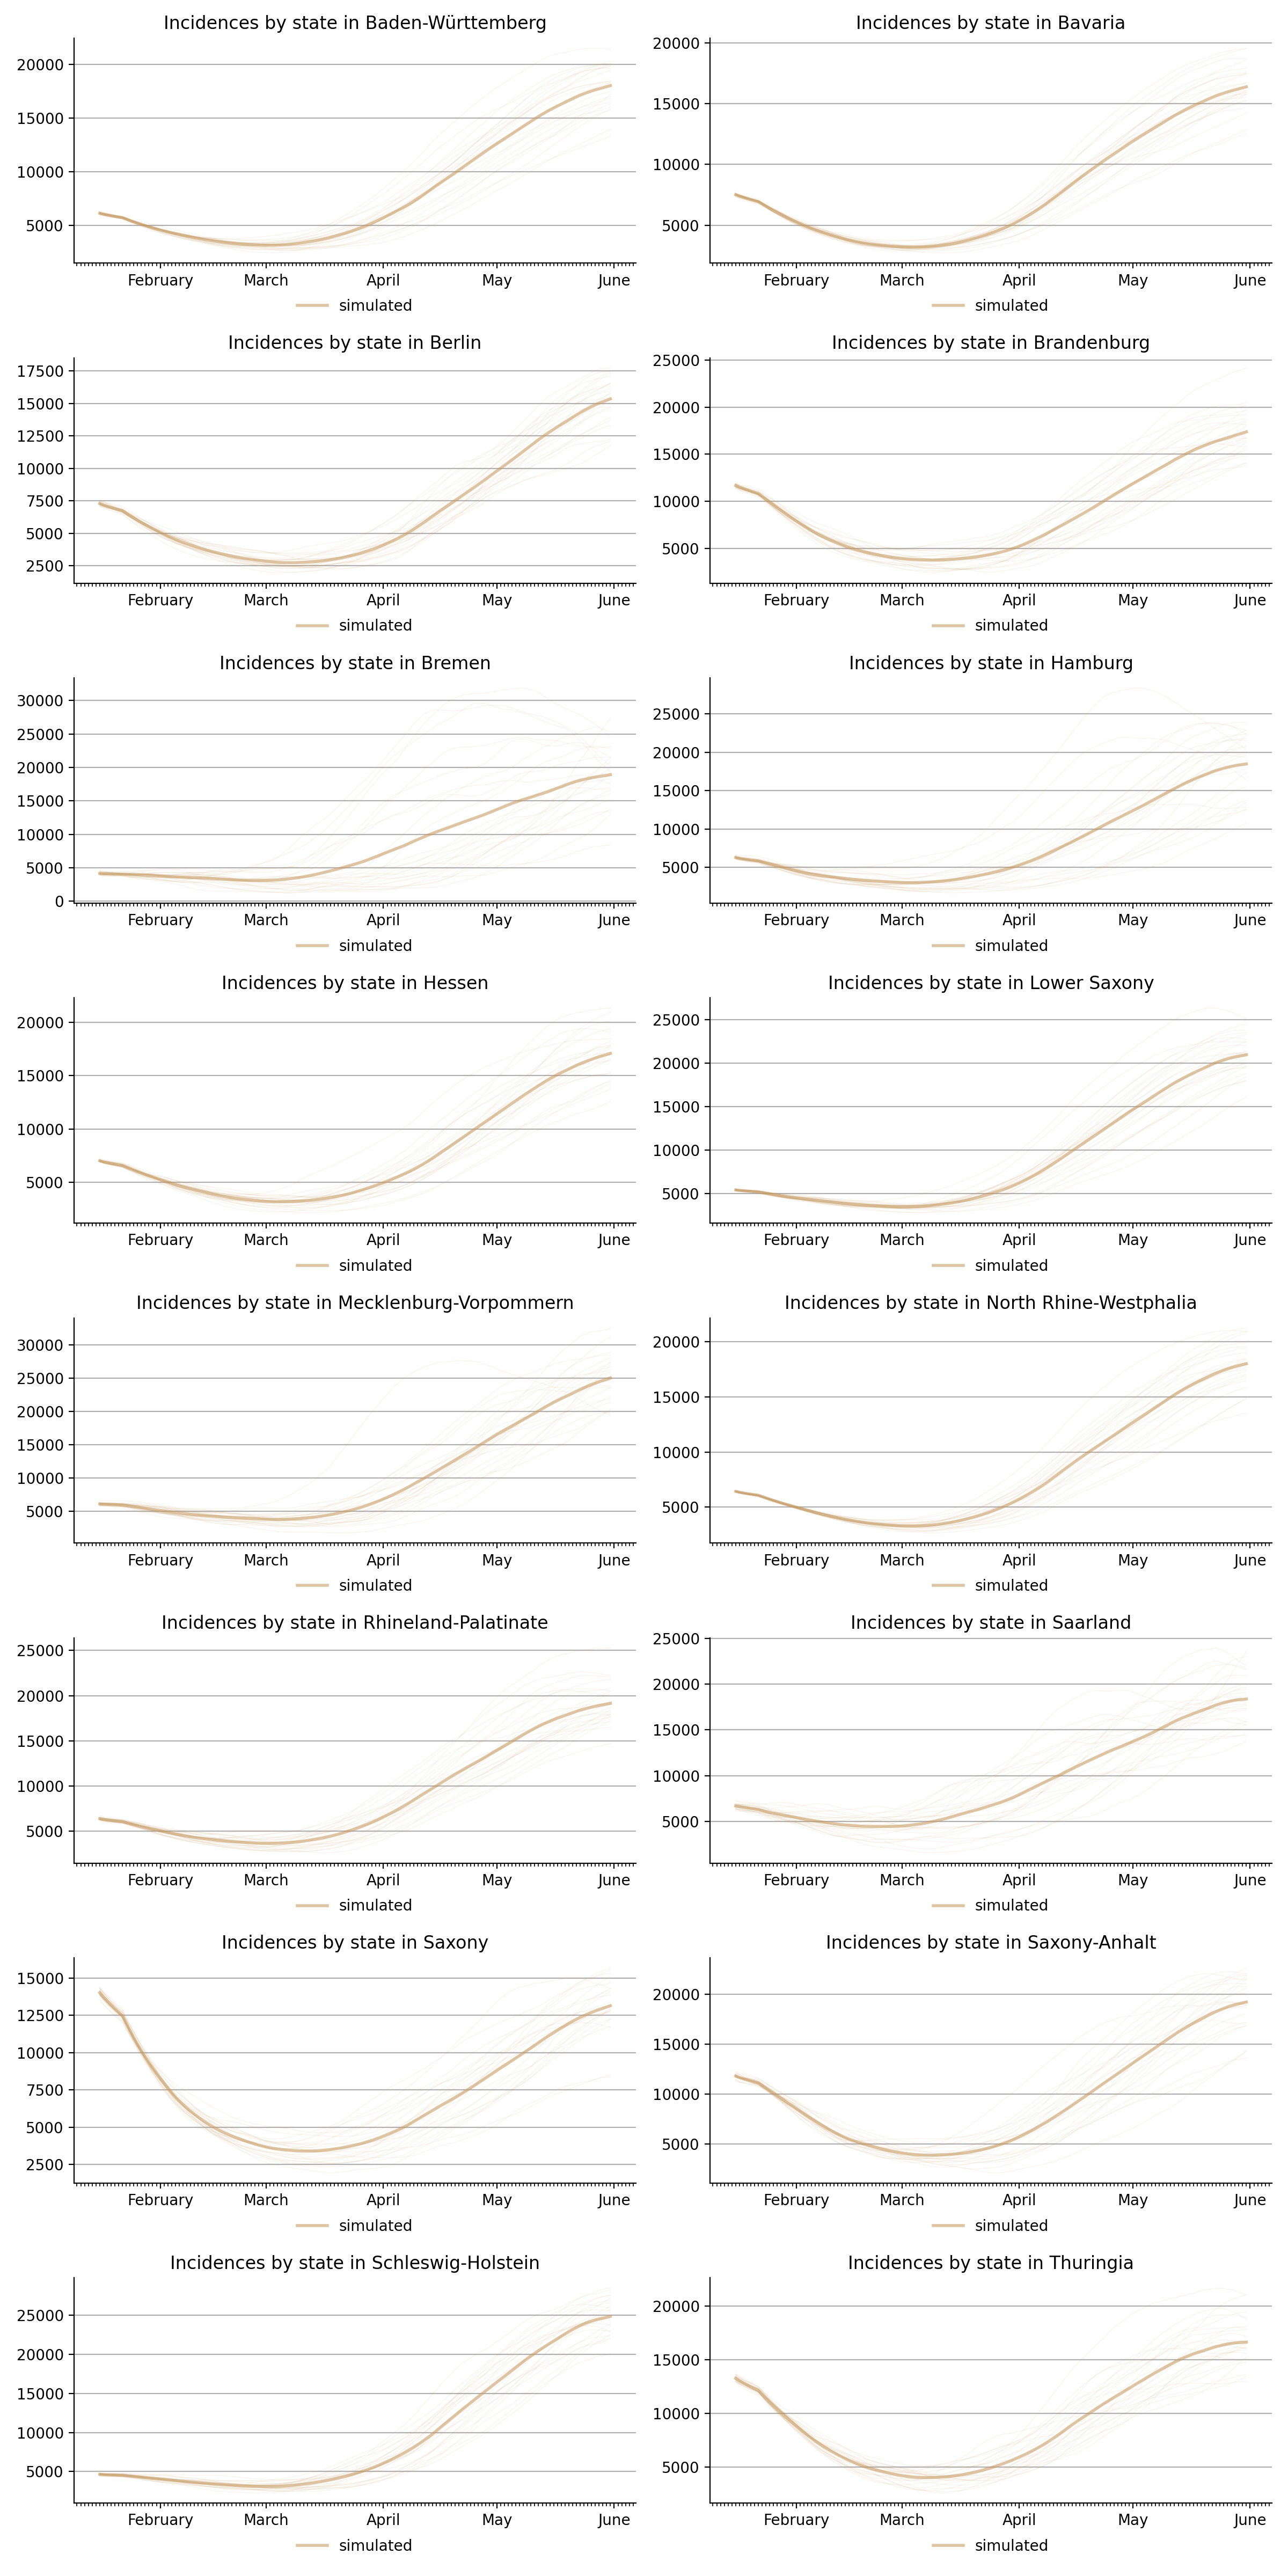 Incidences by state in Baden-Württemberg
20000
15000
10000
5000
February March April May June
simulated
Incidences by state in Bavaria
20000
15000
10000
5000
February March April May June
simulated
Incidences by state in Berlin
17500
15000
12500
10000
7500
5000
2500
February March April May June
simulated
Incidences by state in Brandenburg
25000
20000
15000
10000
5000
February March April May June
simulated
Incidences by state in Bremen
30000
25000
20000
15000
10000
5000
0
February March April May June
simulated
Incidences by state in Hamburg
25000
20000
15000
10000
5000
February March April May June
simulated
Incidences by state in Hessen
20000
15000
10000
5000
February March April May June
simulated
Incidences by state in Lower Saxony
25000
20000
15000
10000
5000
February March April May June
simulated
Incidences by state in Mecklenburg-Vorpommern
30000
25000
20000
15000
10000
5000
February March April May June
simulated
Incidences by state in North Rhine-Westphalia
20000
15000
10000
5000
February March April May June
simulated
Incidences by state in Rhineland-Palatinate
25000
20000
15000
10000
5000
February March April May June
simulated
Incidences by state in Saarland
25000
20000
15000
10000
5000
February March April May June
simulated
Incidences by state in Saxony
15000
12500
10000
7500
5000
2500
February March April May June
simulated
Incidences by state in Saxony-Anhalt
20000
15000
10000
5000
February March April May June
simulated
Incidences by state in Schleswig-Holstein
25000
20000
15000
10000
5000
February March April May June
simulated
Incidences by state in Thuringia
20000
15000
10000
5000
February March April May June
simulated